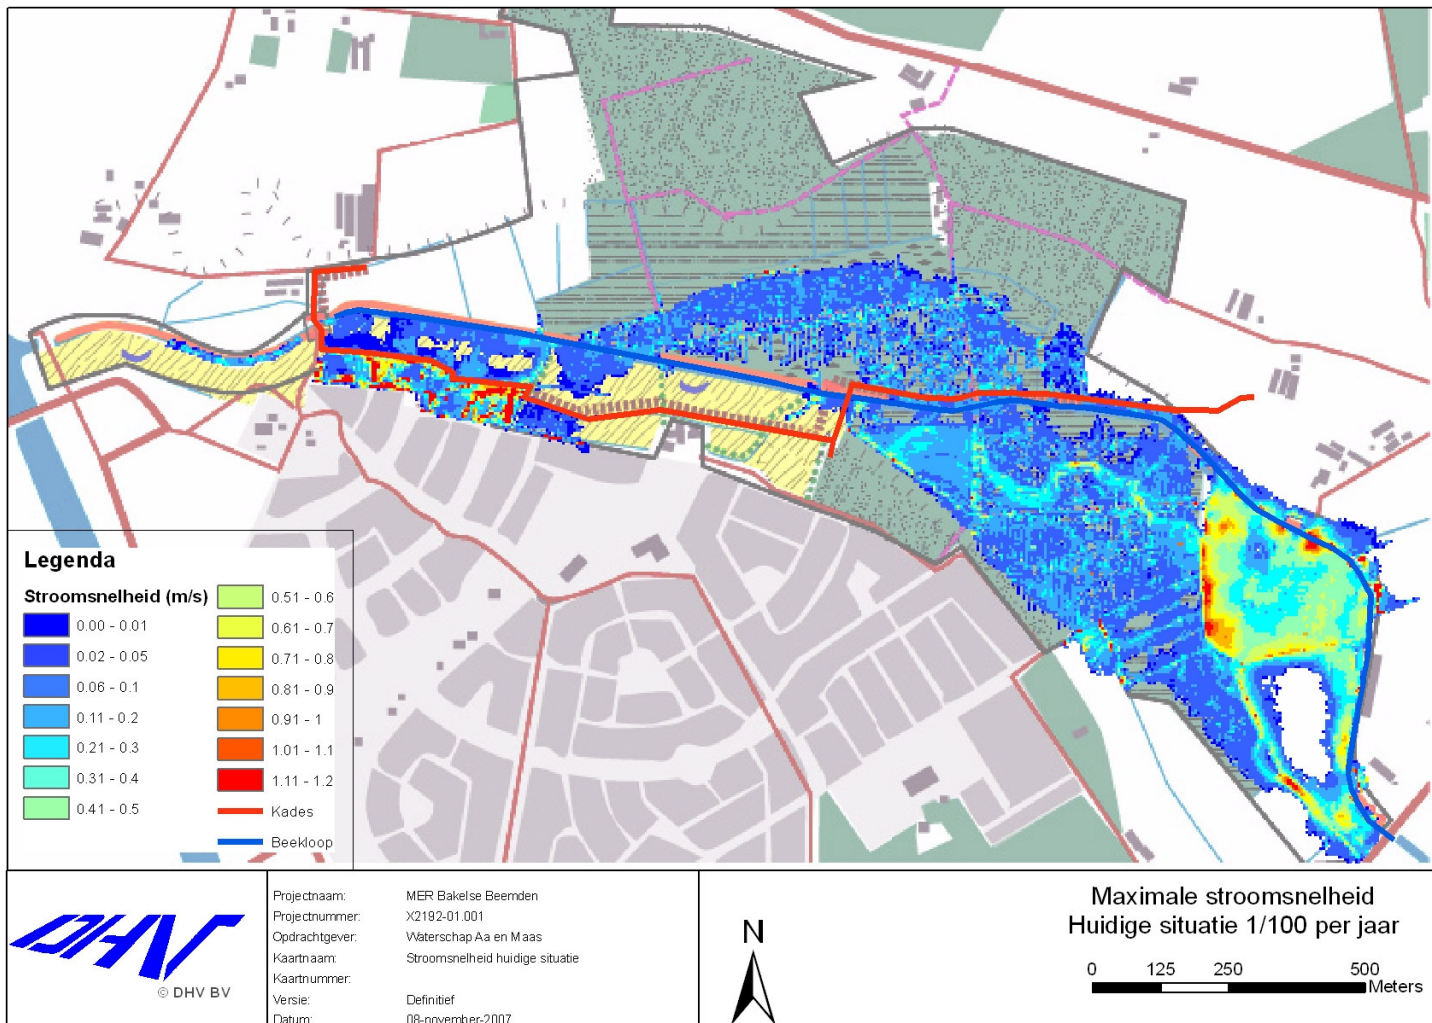 Legenda
Stroomsnelheid (m/s)
0.00 - 0.01
0.02 - 0.05
0.06 - 0.1
0.11 - 0.2
0.21 - 0.3
0.31 - 0.4
0.41 - 0.5
0.51 - 0.6
0.61 - 0.7
0.71 - 0.8
0.81 - 0.9
0.91 - 1
1.01 - 1.1
1.11 - 1.2
Kades
Beekloop
DHV
© DHV BV
Projectnaam: MER Bakelse Beemden
Projectnummer: X2192-01.001
Opdrachtgever: Waterschap Aa en Maas
Kaartnaam: Stroomsnelheid huidige situatie
Kaartnummer:
Versie: Definitief
Datum: 08-november-2007
N
Maximale stroomsnelheid
Huidige situatie 1/100 per jaar
0 125 250 500
Meters